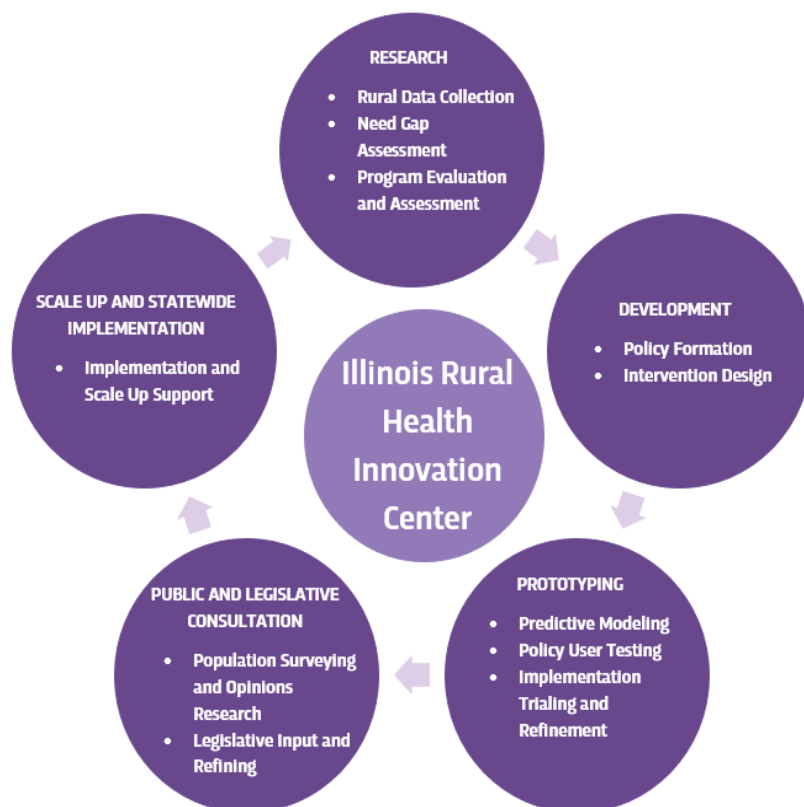 RESEARCH
• Rural Data Collection
• Need Gap
Assessment
• Program Evaluation
and Assessment
DEVELOPMENT
• Policy Formation
• Intervention Design
PROTOTYPING
• Predictive Modeling
• Policy User Testing
• Implementation
Trialing and
Refinement
PUBLIC AND LEGISLATIVE
CONSULTATION
• Population Surveying
and Opinions
Research
• Legislative Input and
Refining
SCALE UP AND STATEWIDE
IMPLEMENTATION
• Implementation and
Scale Up Support
Illinois Rural
Health
Innovation
Center